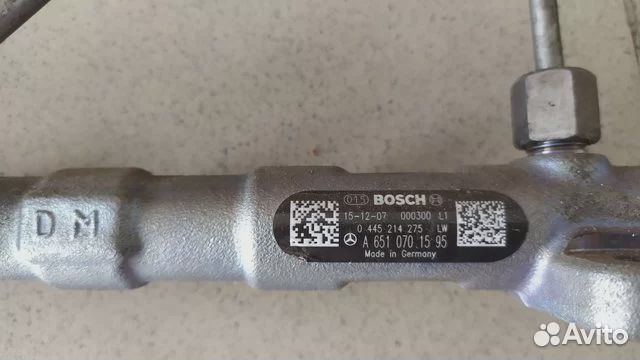 D M
015 BOSCH
15-12-07 000300 L1
0 445 214 275 LW
A 651 070 15 95
Made in Germany
Avito